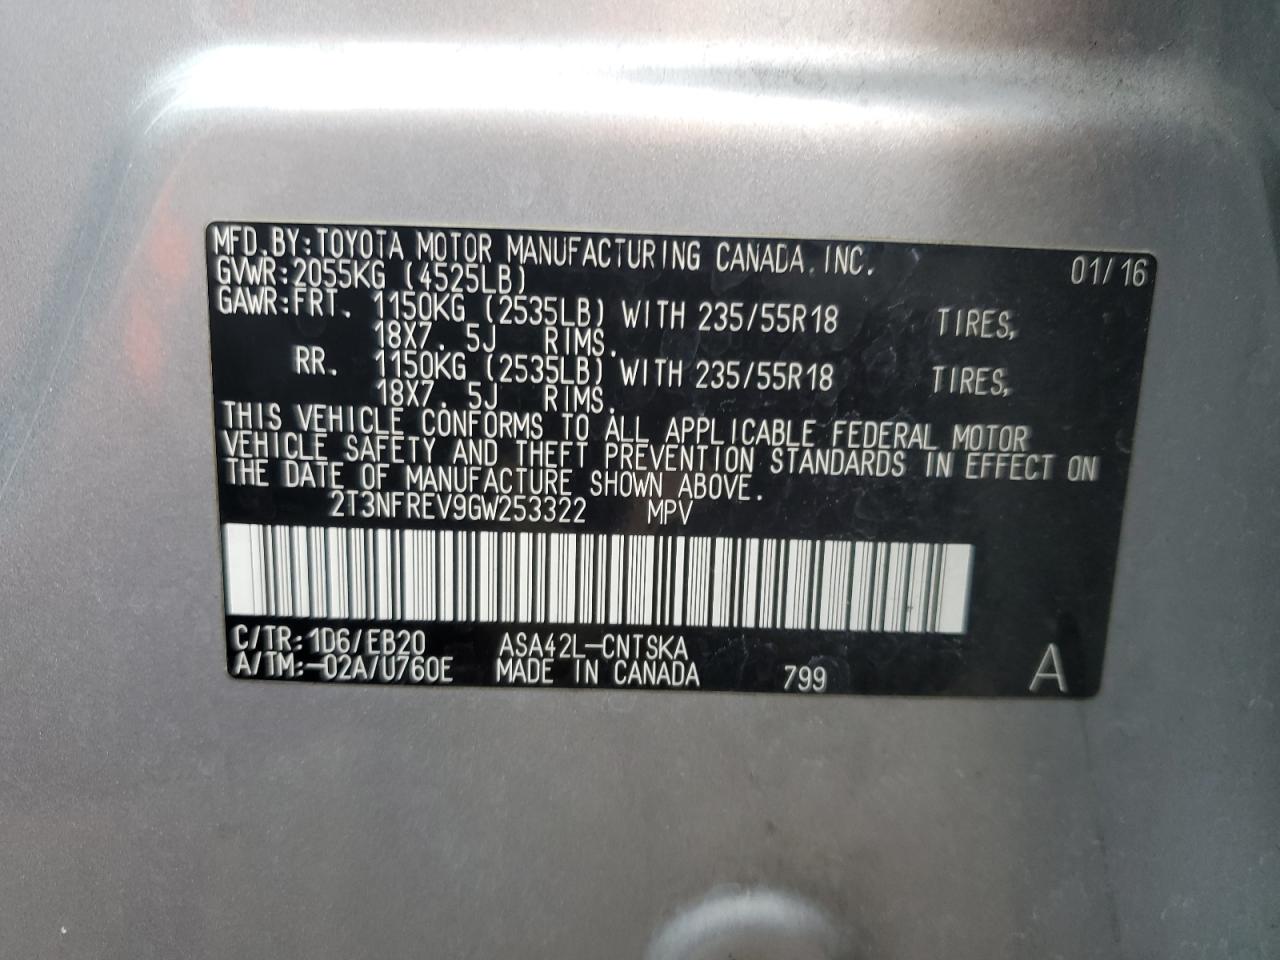 MFD.BY:TOYOTA MOTOR MANUFACTURING CANADA, INC. 01/16
GVWR:2055KG (4525LB)
GAWR:FRT. 1150KG (2535LB) WITH 235/55R18 TIRES,
18X7. 5J RIMS,
RR. 1150KG (2535LB) WITH 235/55R18 TIRES,
18X7. 5J RIMS.
THIS VEHICLE CONFORMS TO ALL APPLICABLE FEDERAL MOTOR
VEHICLE SAFETY AND THEFT PREVENTION STANDARDS IN EFFECT ON
THE DATE OF MANUFACTURE SHOWN ABOVE.
2T3NFREV9GW253322 MPV
C/TR: 1D6/EB20 ASA42L-CNTSKA
A/TM:-02A/U760E MADE IN CANADA 799 A